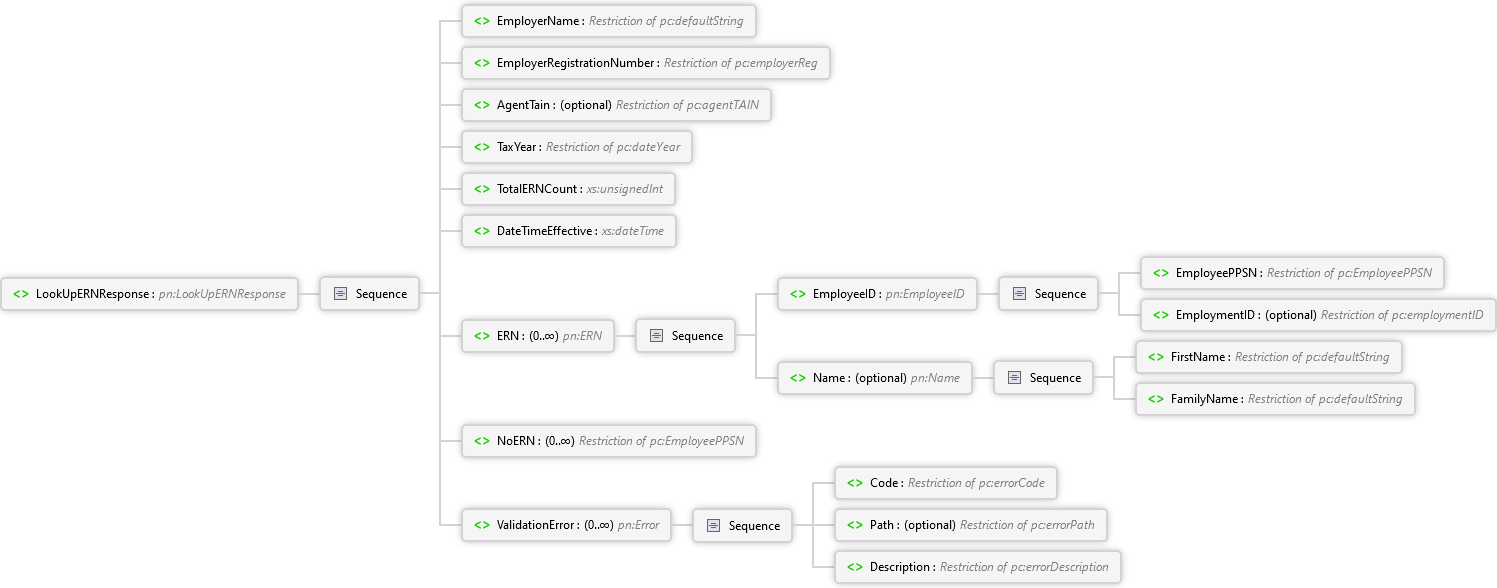 <> EmployerName : Restriction of pc:defaultString
<> EmployerRegistrationNumber : Restriction of pc:employerReg
<> AgentTain : (optional) Restriction of pc:agentTAIN
<> TaxYear : Restriction of pc:dateYear
<> TotalERNCount : xs:unsignedInt
<> DateTimeEffective : xs:dateTime
<> LookUpERNResponse : pn:LookUpERNResponse
Sequence
<> ERN : (0..∞) pn:ERN
Sequence
<> EmployeeID : pn:EmployeeID
Sequence
<> EmployeePPSN : Restriction of pc:EmployeePPSN
<> EmploymentID : (optional) Restriction of pc:employmentID
<> Name : (optional) pn:Name
Sequence
<> FirstName : Restriction of pc:defaultString
<> FamilyName : Restriction of pc:defaultString
<> NoERN : (0..∞) Restriction of pc:EmployeePPSN
<> ValidationError : (0..∞) pn:Error
Sequence
<> Code : Restriction of pc:errorCode
<> Path : (optional) Restriction of pc:errorPath
<> Description : Restriction of pc:errorDescription